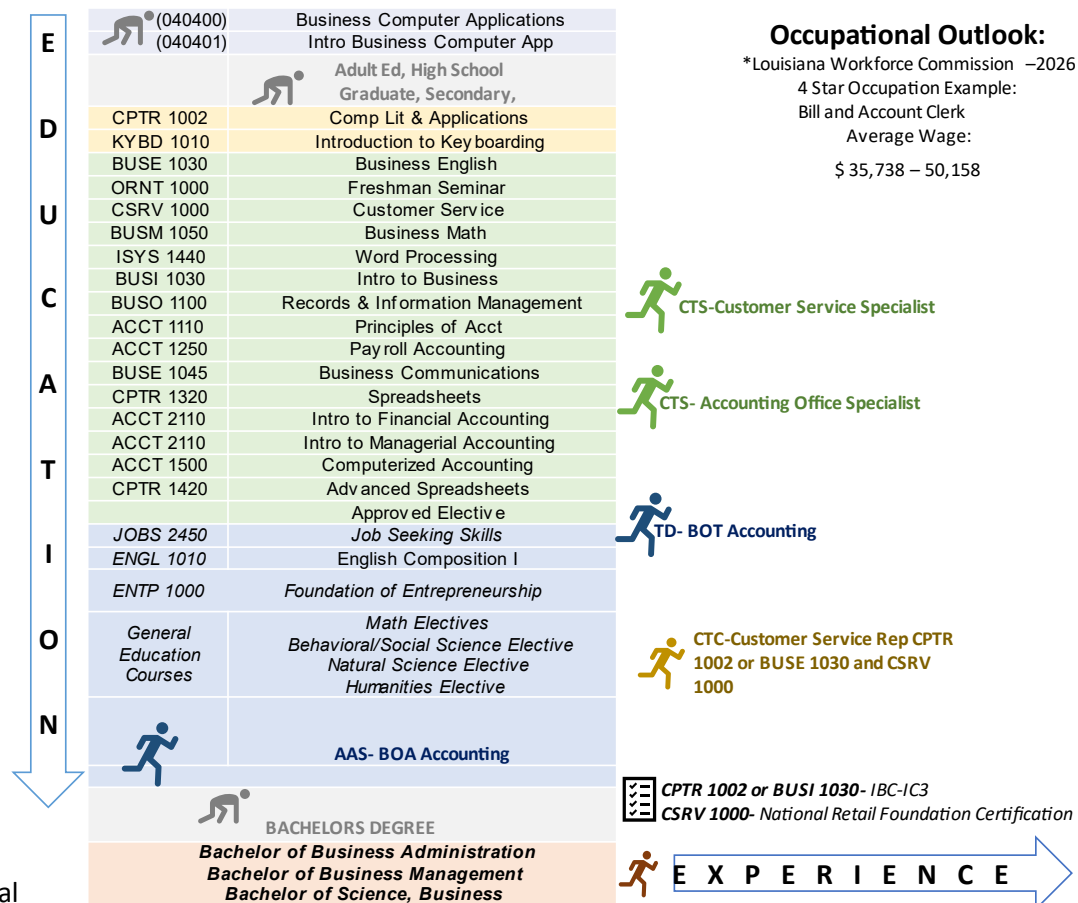 E
D
U
C
A
T
I
O
N
(040400) Business Computer Applications
(040401) Intro Business Computer App
Adult Ed, High School
Graduate, Secondary,
CPTR 1002 Comp Lit & Applications
KYBD 1010 Introduction to Keyboarding
BUSE 1030 Business English
ORNT 1000 Freshman Seminar
CSRV 1000 Customer Service
BUSM 1050 Business Math
ISYS 1440 Word Processing
BUSI 1030 Intro to Business
BUSO 1100 Records & Information Management
ACCT 1110 Principles of Acct
ACCT 1250 Payroll Accounting
BUSE 1045 Business Communications
CPTR 1320 Spreadsheets
ACCT 2110 Intro to Financial Accounting
ACCT 2110 Intro to Managerial Accounting
ACCT 1500 Computerized Accounting
CPTR 1420 Advanced Spreadsheets
Approved Elective
JOBS 2450 Job Seeking Skills
ENGL 1010 English Composition I
ENTP 1000 Foundation of Entrepreneurship
General
Education
Courses
Math Electives
Behavioral/Social Science Elective
Natural Science Elective
Humanities Elective
AAS- BOA Accounting
BACHELORS DEGREE
Bachelor of Business Administration
Bachelor of Business Management
Bachelor of Science, Business
al
Occupational Outlook:
*Louisiana Workforce Commission –2026
4 Star Occupation Example:
Bill and Account Clerk
Average Wage:
$ 35,738 – 50,158
CTS-Customer Service Specialist
CTS- Accounting Office Specialist
TD- BOT Accounting
CTC-Customer Service Rep CPTR
1002 or BUSE 1030 and CSRV
1000
CPTR 1002 or BUSI 1030- IBC-IC3
CSRV 1000- National Retail Foundation Certification
E X P E R I E N C E